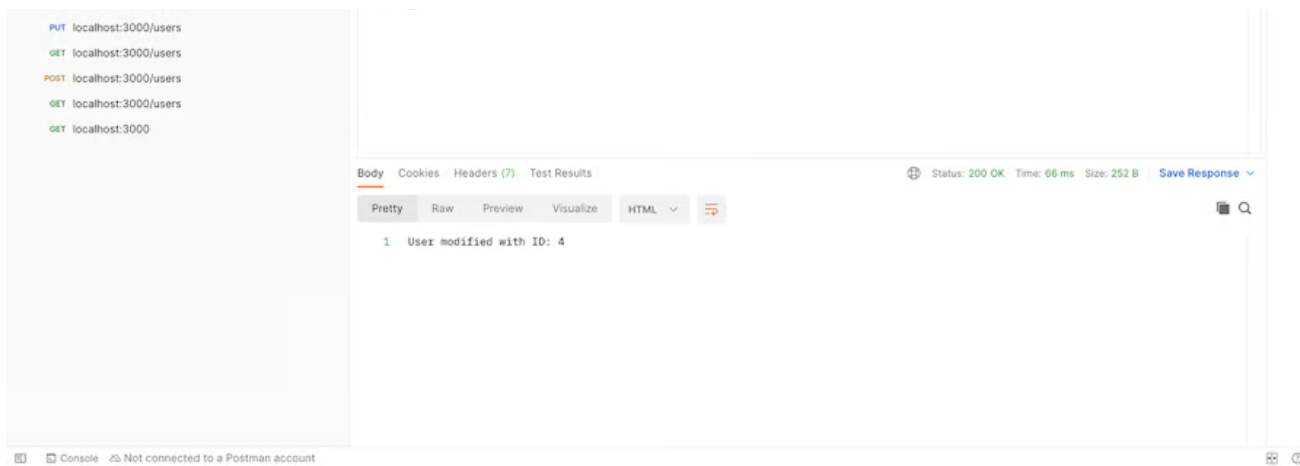 PUT localhost:3000/users
GET localhost:3000/users
POST localhost:3000/users
GET localhost:3000/users
GET localhost:3000
Body Cookies Headers (7) Test Results
Status: 200 OK Time: 66 ms Size: 252 B Save Response
Pretty Raw Preview Visualize HTML
1 User modified with ID: 4
Console Not connected to a Postman account